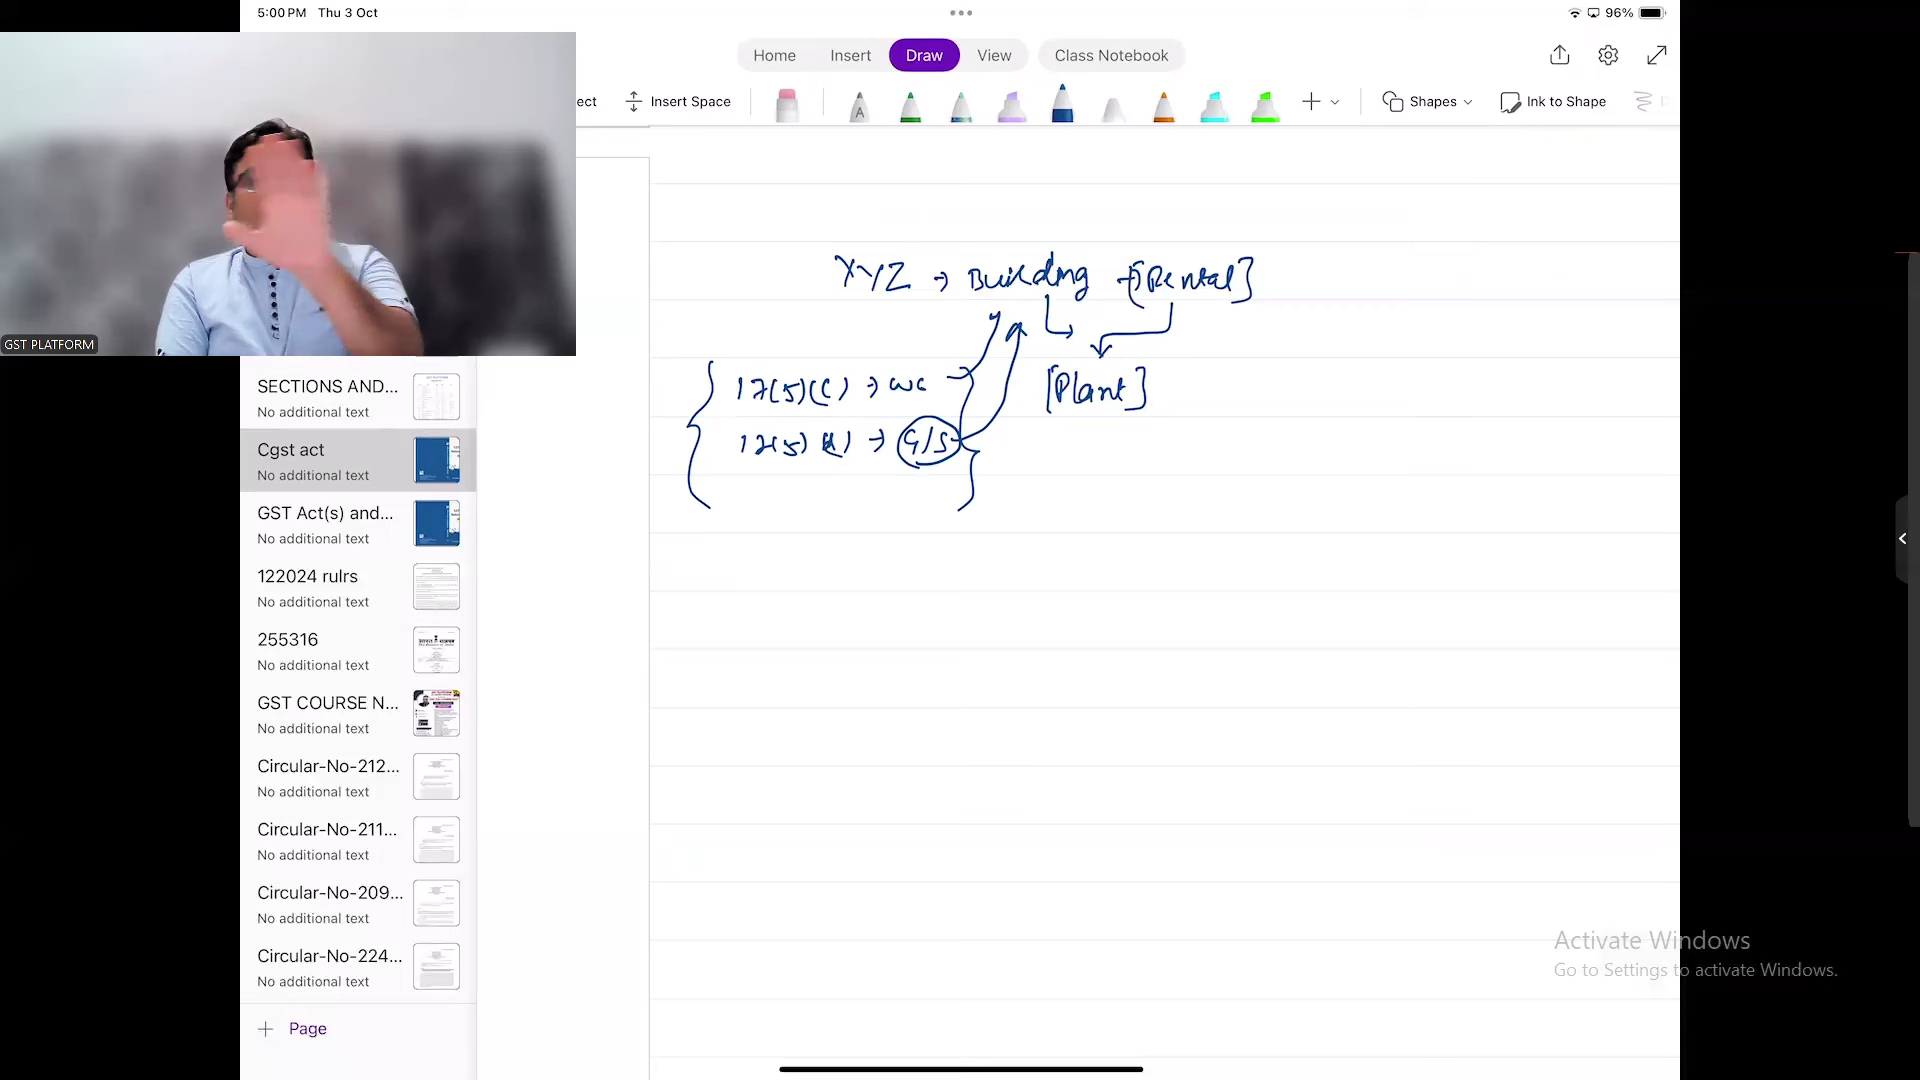 5:00 PM Thu 3 Oct
96%
Home Insert Draw View Class Notebook
ect Insert Space
A
Shapes Ink to Shape
GST PLATFORM
SECTIONS AND...
No additional text
Cgst act
No additional text
GST Act(s) and...
No additional text
122024 rulrs
No additional text
255316
No additional text
GST COURSE N...
No additional text
Circular-No-212...
No additional text
Circular-No-211...
No additional text
Circular-No-209...
No additional text
Circular-No-224...
No additional text
+ Page
XYZ → Building → [Rental]
[Plant]
17(5)(c) → WC
17(5)(d) → G/S
Activate Windows
Go to Settings to activate Windows.